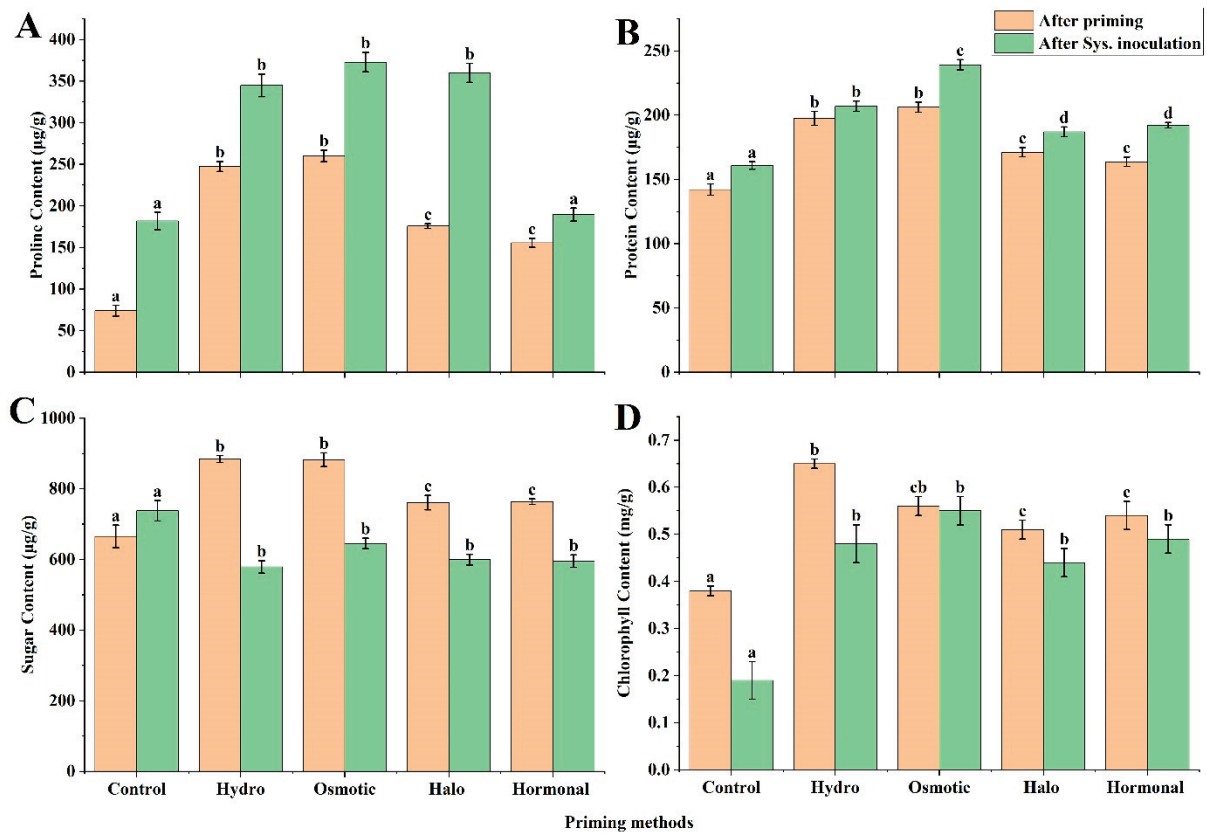 A
Proline Content (µg/g)
400
350
300
250
200
150
100
50
0
a
a
b
b
b
b
c
b
c
a
B
After priming
After Sys. inoculation
Protein Content (µg/g)
250
200
150
100
50
0
a
a
b
b
b
c
c
d
c
d
C
Sugar Content (µg/g)
1000
800
600
400
200
0
a
a
b
b
b
b
c
b
c
b
Control
Hydro
Osmotic
Halo
Hormonal
D
Chlorophyll Content (mg/g)
0.7
0.6
0.5
0.4
0.3
0.2
0.1
0.0
a
a
b
b
cb
b
c
b
c
b
Control
Hydro
Osmotic
Halo
Hormonal
Priming methods